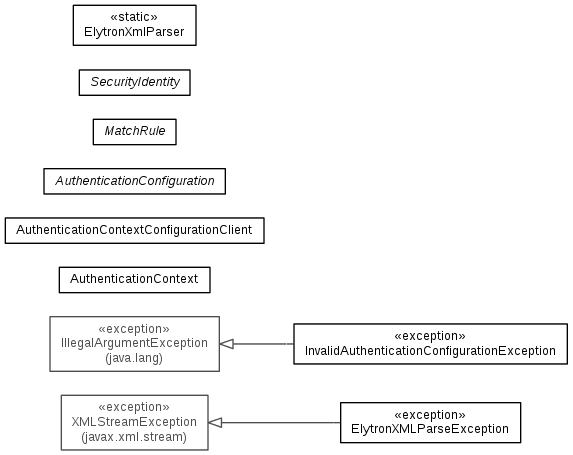 «static»
ElytronXmlParser
SecurityIdentity
MatchRule
AuthenticationConfiguration
AuthenticationContextConfigurationClient
AuthenticationContext
«exception»
IllegalArgumentException
(java.lang)
«exception»
InvalidAuthenticationConfigurationException
«exception»
XMLStreamException
(javax.xml.stream)
«exception»
ElytronXMLParseException